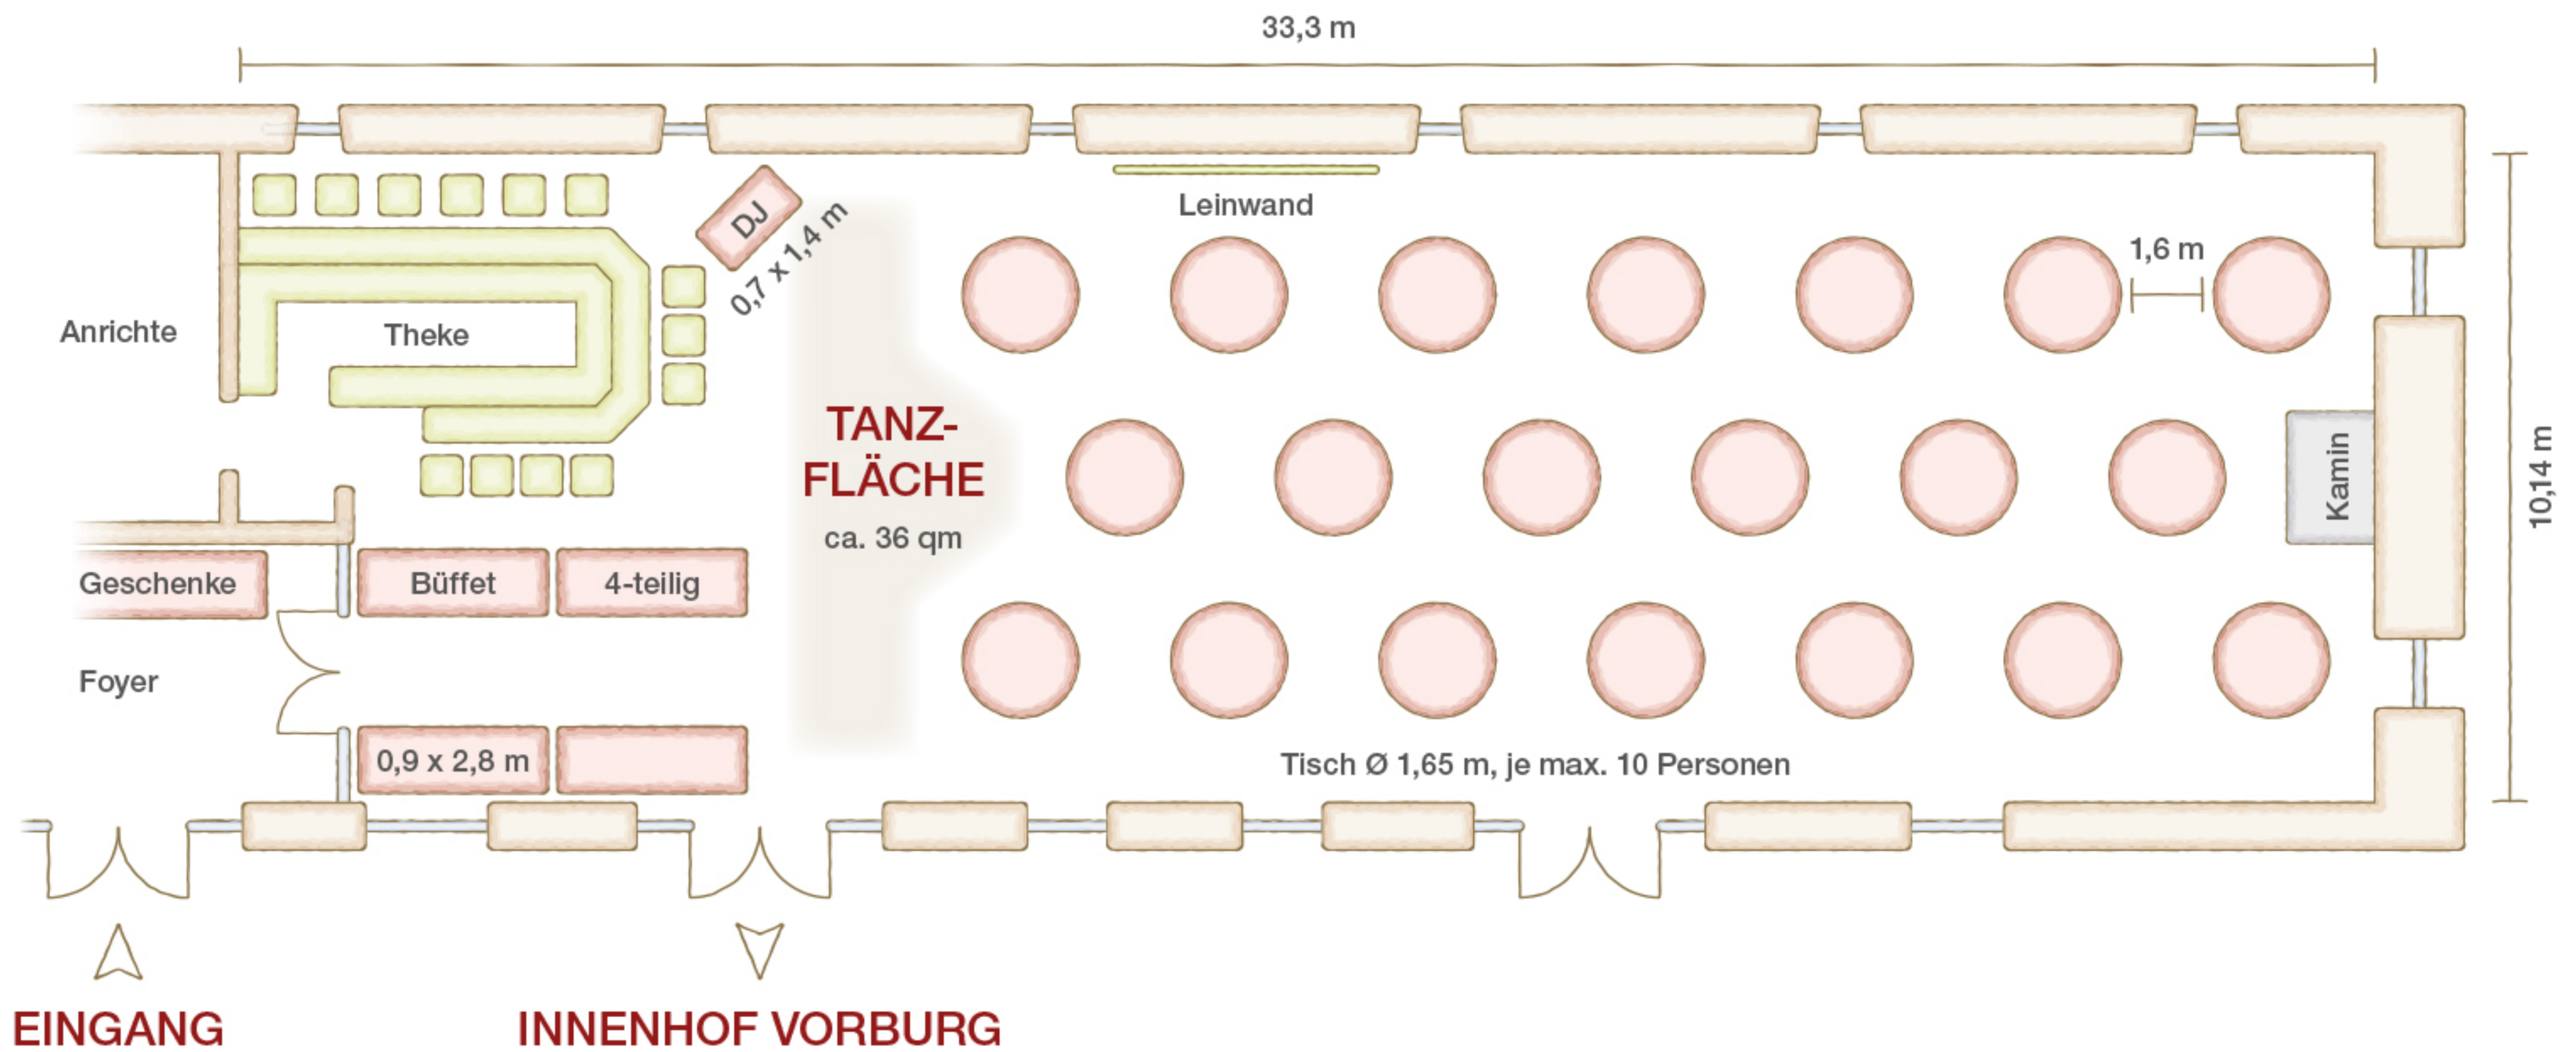 33,3 m
Leinwand
DJ
0,7 x 1,4 m
1,6 m
Anrichte
Theke
TANZ-
FLÄCHE
ca. 36 qm
Kamin
10,14 m
Geschenke
Büffet
4-teilig
Foyer
0,9 x 2,8 m
Tisch Ø 1,65 m, je max. 10 Personen
EINGANG
INNENHOF VORBURG